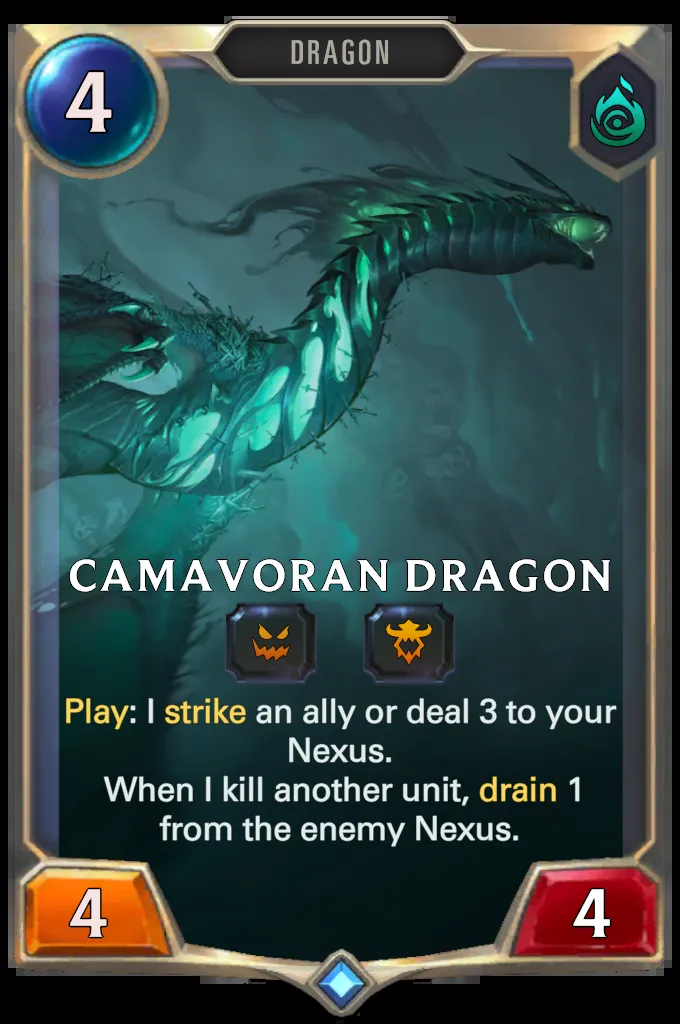 DRAGON
4
CAMAVORAN DRAGON
Play: I strike an ally or deal 3 to your
Nexus.
When I kill another unit, drain 1
from the enemy Nexus.
4
4